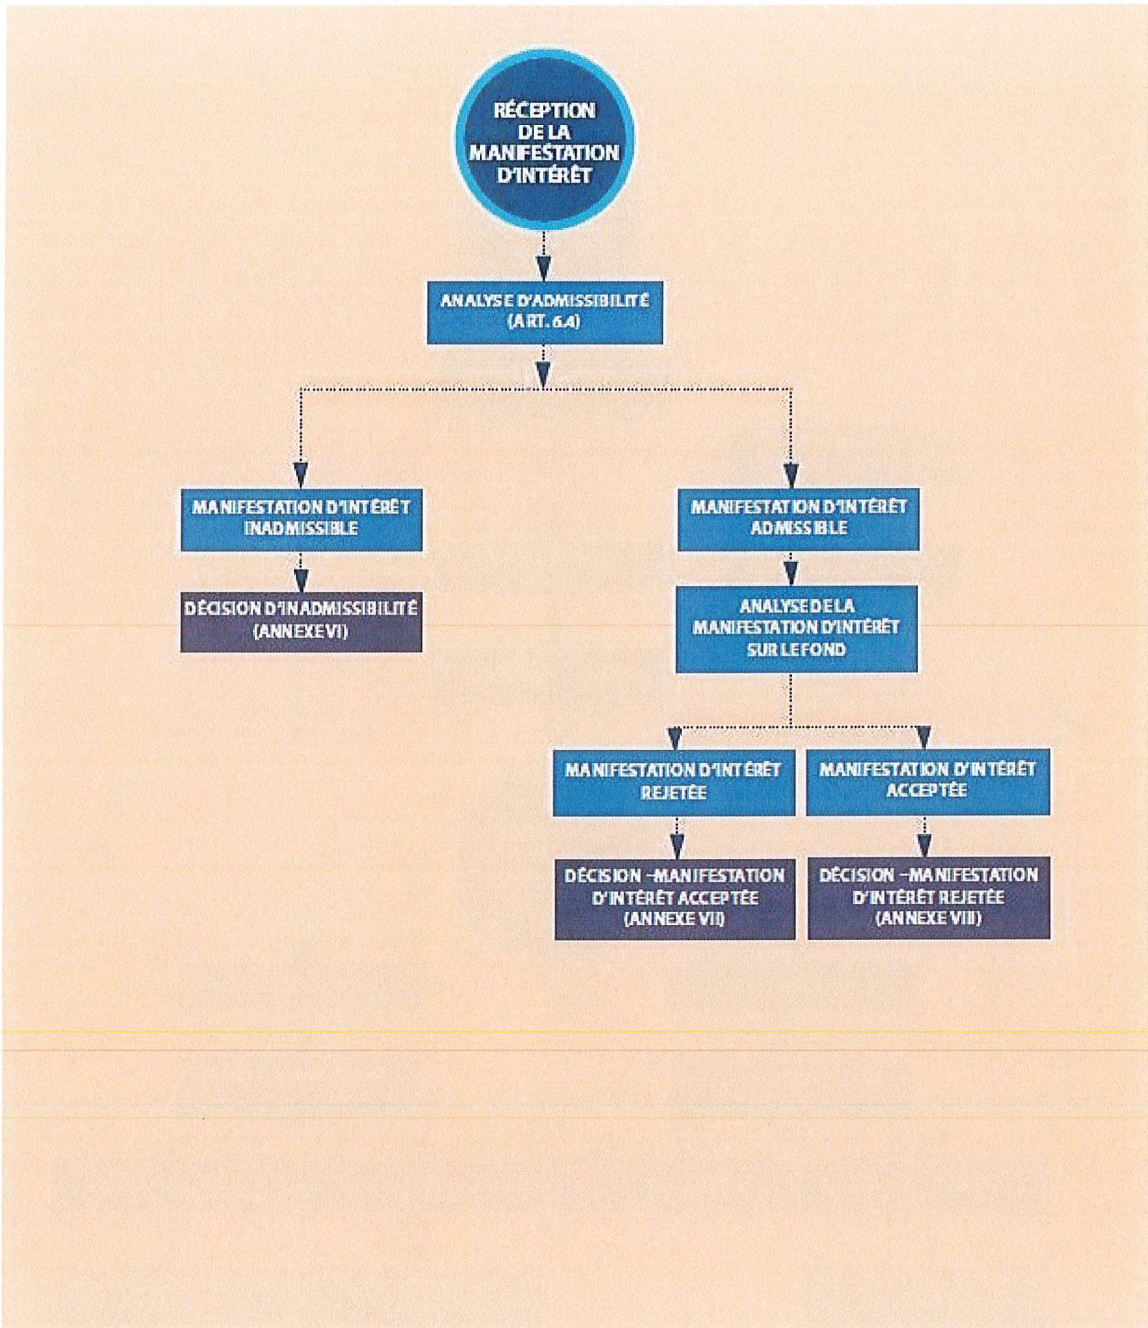 RÉCEPTION
DE LA
MANIFESTATION
D'INTÉRÊT
ANALYSE D'ADMISSIBILITÉ
(ART. 6.4)
MANIFESTATION D'INTÉRÊT
INADMISSIBLE
DÉCISION D'INADMISSIBILITÉ
(ANNEXE VI)
MANIFESTATION D'INTÉRÊT
ADMISSIBLE
ANALYSE DE LA
MANIFESTATION D'INTÉRÊT
SUR LE FOND
MANIFESTATION D'INTÉRÊT
REJETÉE
MANIFESTATION D'INTÉRÊT
ACCEPTÉE
DÉCISION –MANIFESTATION
D'INTÉRÊT ACCEPTÉE
(ANNEXE VII)
DÉCISION –MANIFESTATION
D'INTÉRÊT REJETÉE
(ANNEXE VIII)